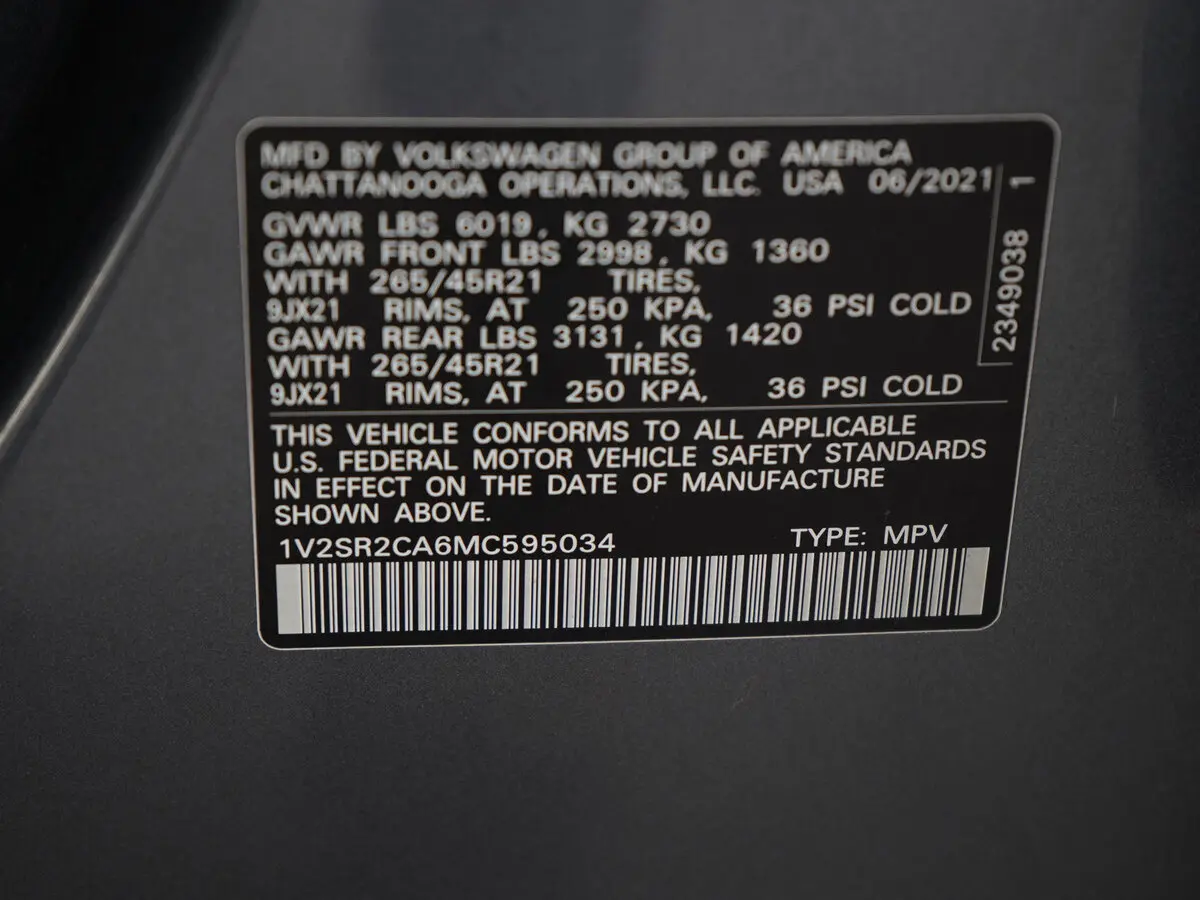 MFD BY VOLKSWAGEN GROUP OF AMERICA
CHATTANOOGA OPERATIONS, LLC. USA 06/2021
GVWR LBS 6019, KG 2730
GAWR FRONT LBS 2998, KG 1360
WITH 265/45R21 TIRES,
9JX21 RIMS, AT 250 KPA, 36 PSI COLD
GAWR REAR LBS 3131, KG 1420
WITH 265/45R21 TIRES,
9JX21 RIMS, AT 250 KPA, 36 PSI COLD
2349038 1
THIS VEHICLE CONFORMS TO ALL APPLICABLE
U.S. FEDERAL MOTOR VEHICLE SAFETY STANDARDS
IN EFFECT ON THE DATE OF MANUFACTURE
SHOWN ABOVE.
1V2SR2CA6MC595034 TYPE: MPV